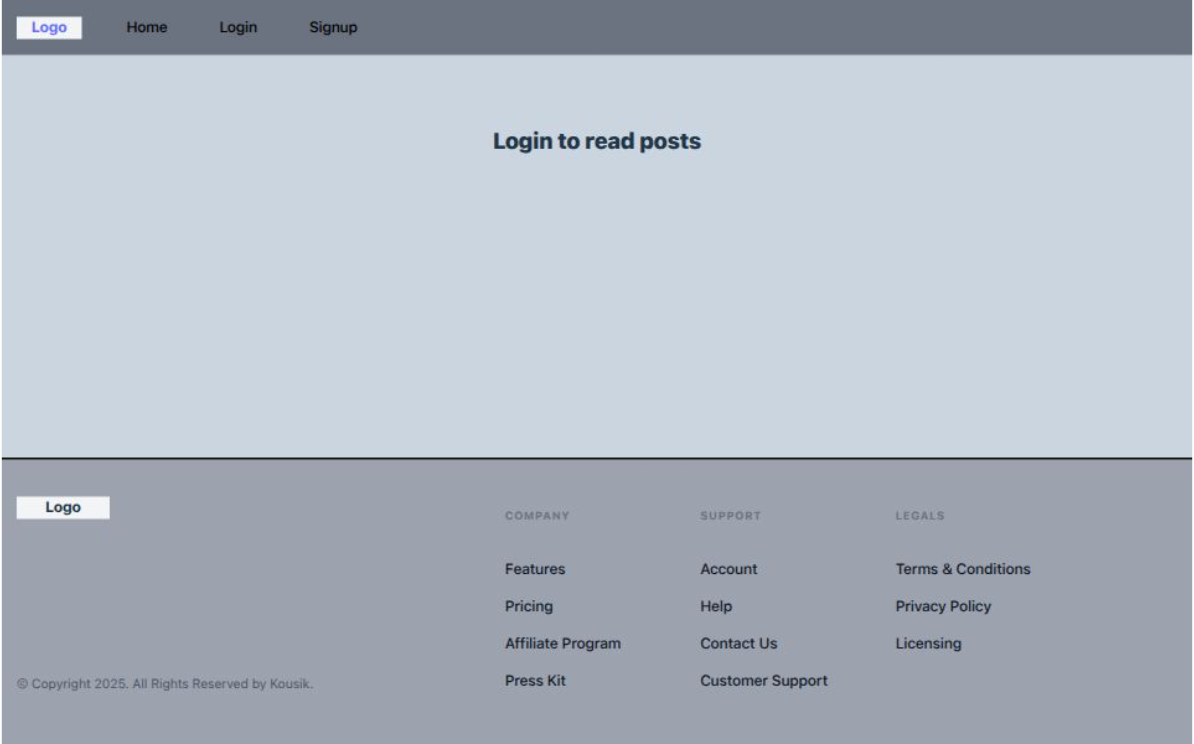 Logo
Home
Login
Signup
Login to read posts
Logo
© Copyright 2025. All Rights Reserved by Kousik.
COMPANY
Features
Pricing
Affiliate Program
Press Kit
SUPPORT
Account
Help
Contact Us
Customer Support
LEGALS
Terms & Conditions
Privacy Policy
Licensing